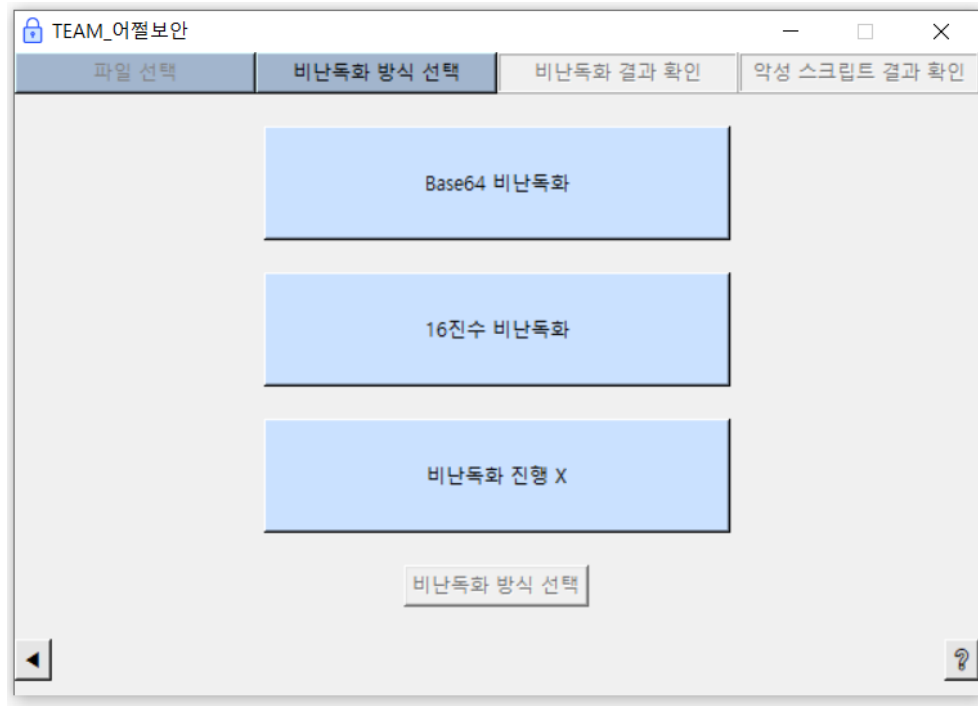 TEAM_어쩔보안
파일 선택 비난독화 방식 선택 비난독화 결과 확인 악성 스크립트 결과 확인
Base64 비난독화
16진수 비난독화
비난독화 진행 X
비난독화 방식 선택
?